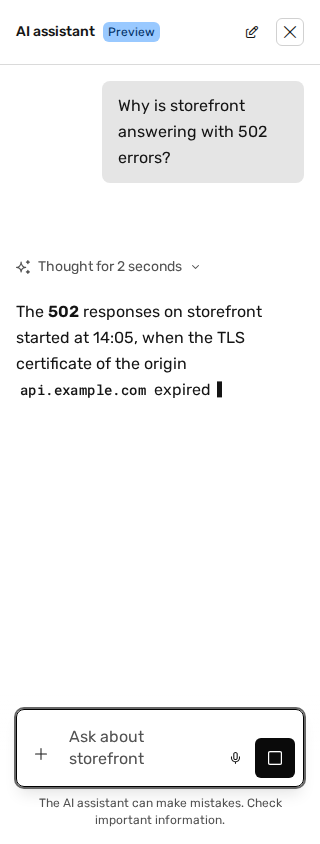 AI assistant Preview
Why is storefront
answering with 502
errors?
Thought for 2 seconds
The 502 responses on storefront
started at 14:05, when the TLS
certificate of the origin
api.example.com expired
Ask about
storefront
The AI assistant can make mistakes. Check
important information.